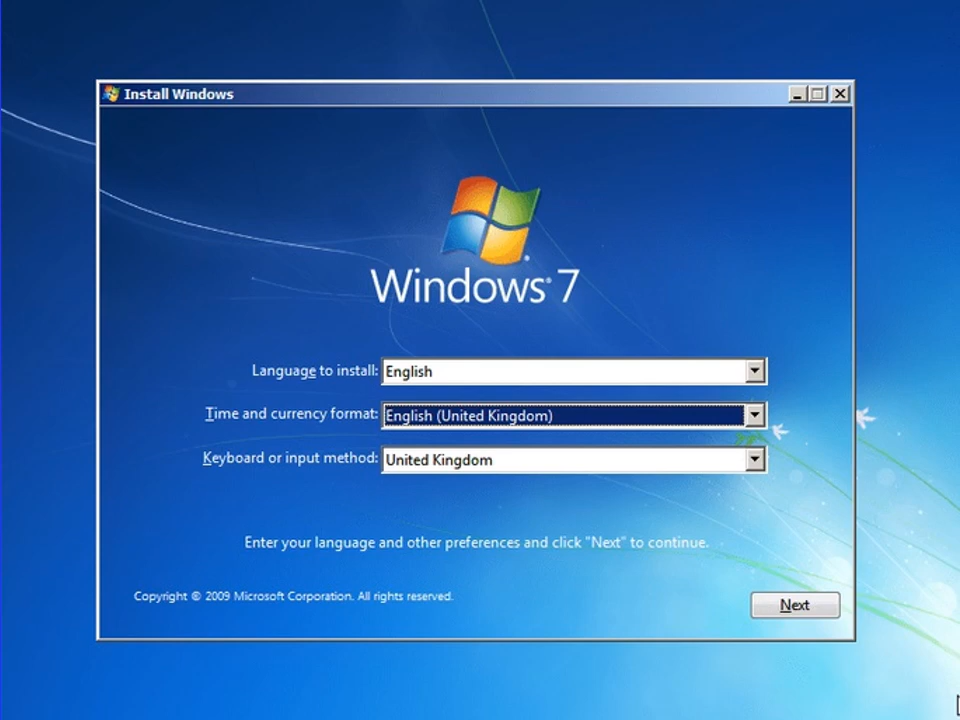 Install Windows
Windows® 7
Language to install: English
Time and currency format: English (United Kingdom)
Keyboard or input method: United Kingdom
Enter your language and other preferences and click "Next" to continue.
Copyright © 2009 Microsoft Corporation. All rights reserved.
Next